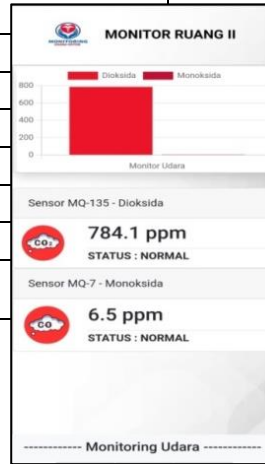 MONITORING
MONITOR RUANG II
Dioksida Monoksida
800
600
400
200
0
Monitor Udara
Sensor MQ-135 - Dioksida
CO₂
784.1 ppm
STATUS : NORMAL
Sensor MQ-7 - Monoksida
CO
6.5 ppm
STATUS : NORMAL
------------ Monitoring Udara ------------